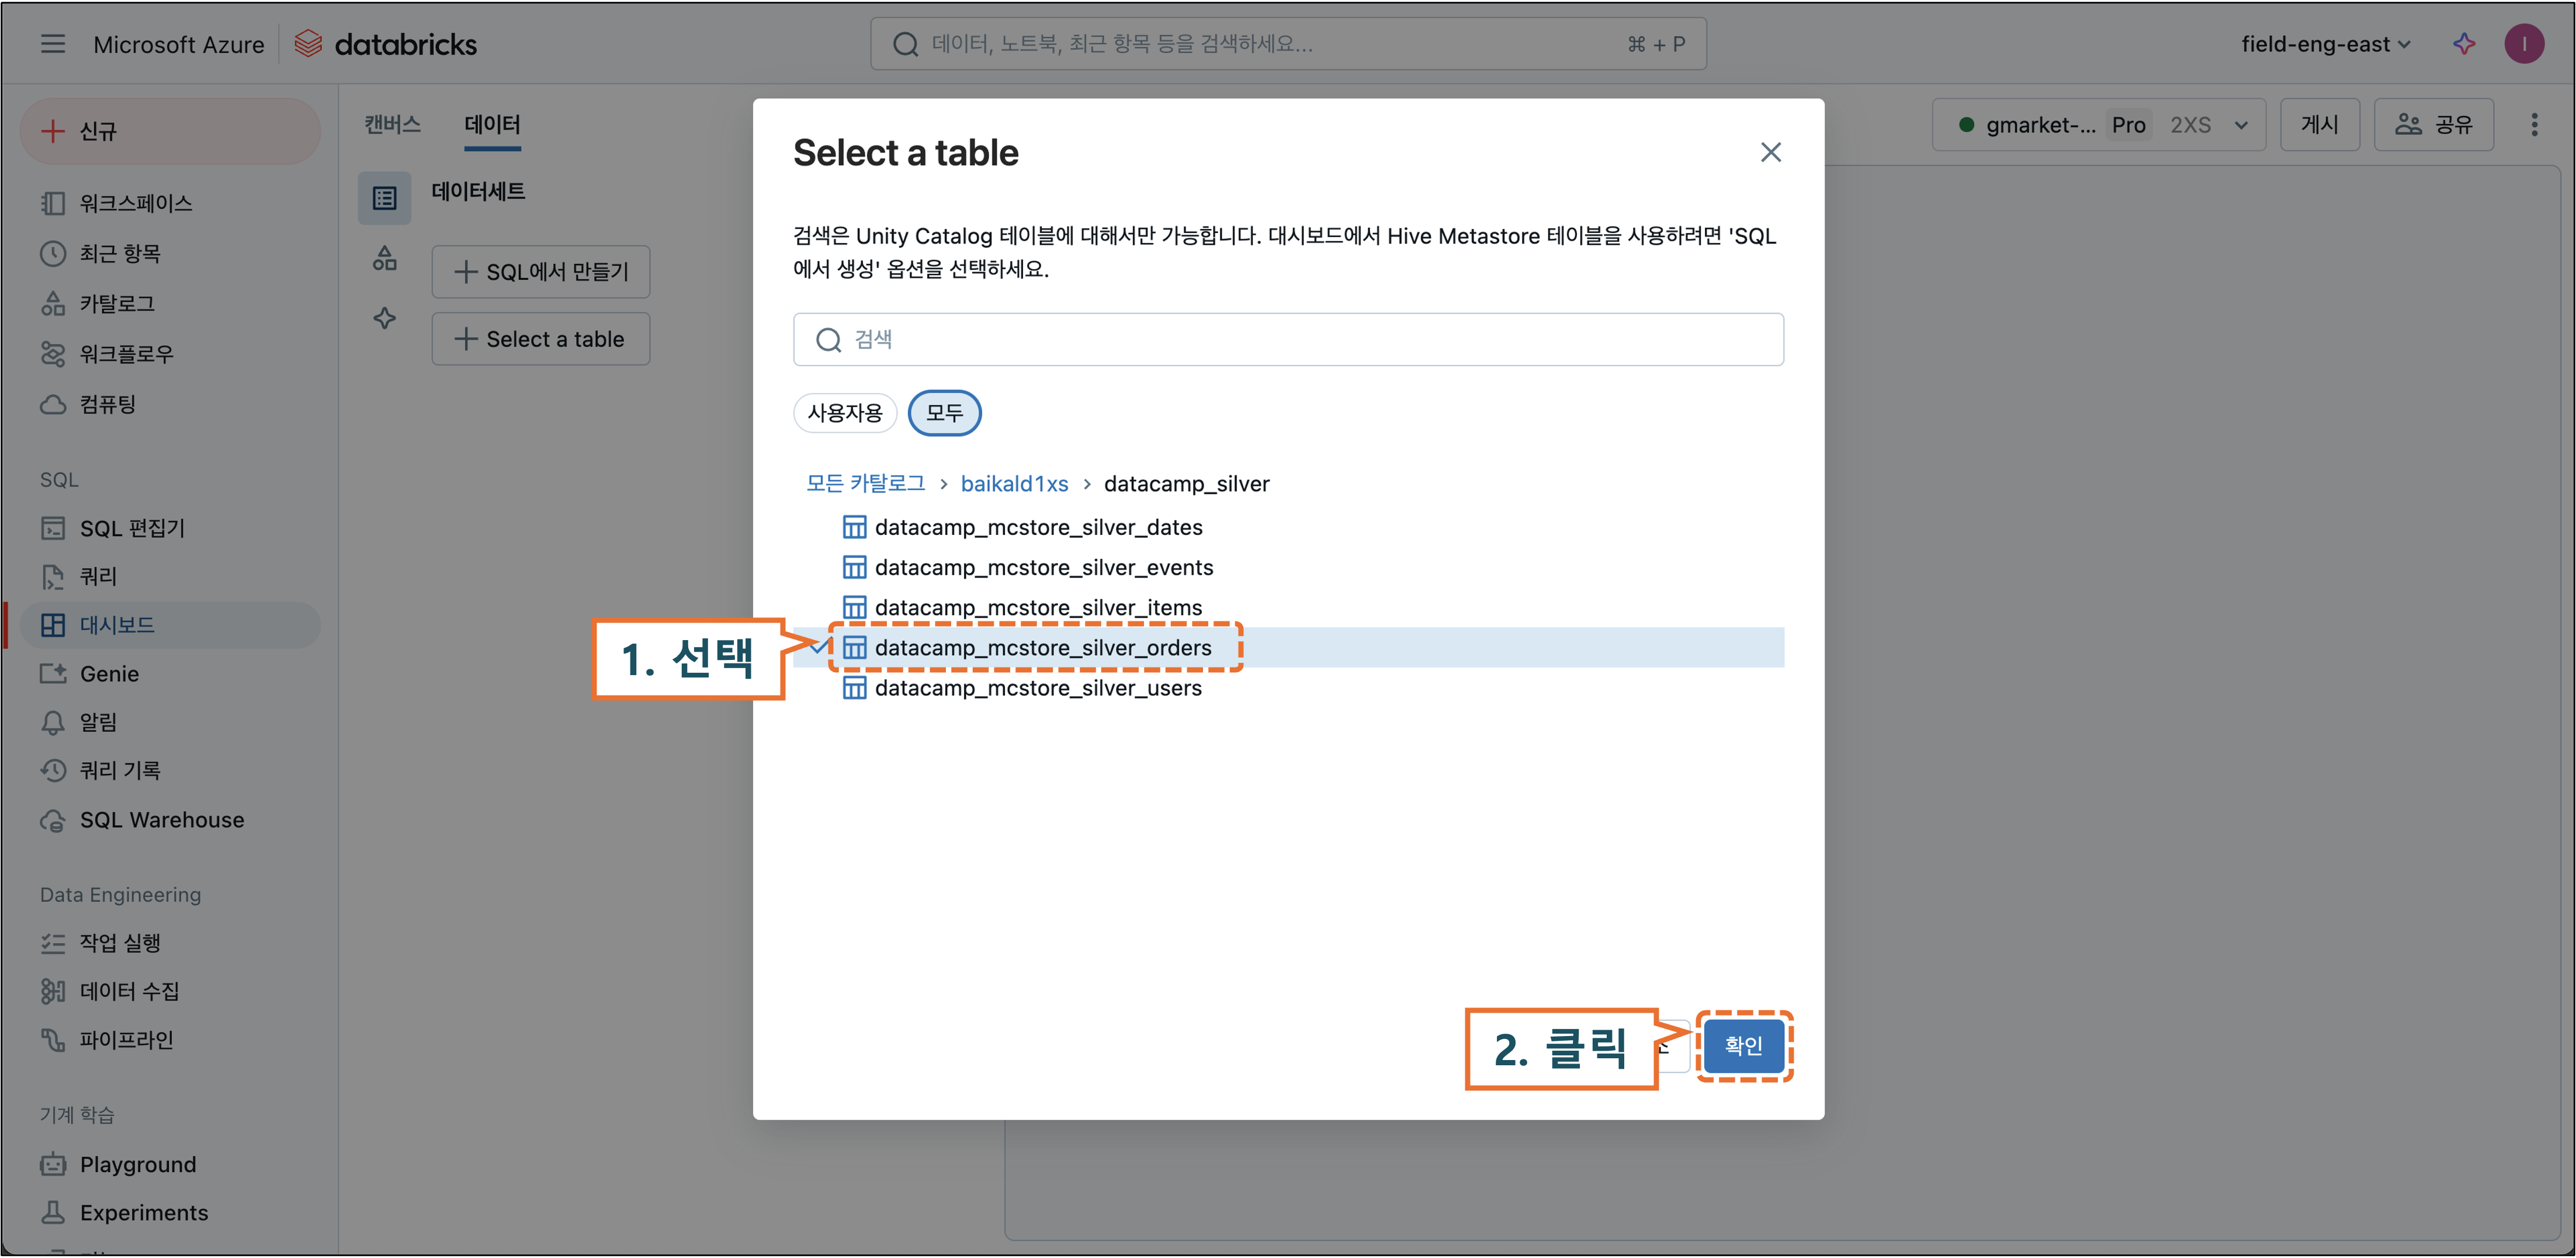 Microsoft Azure
databricks
데이터, 노트북, 최근 항목 등을 검색하세요...
⌘ + P
field-eng-east
I
신규
워크스페이스
최근 항목
카탈로그
워크플로우
컴퓨팅
SQL
SQL 편집기
쿼리
대시보드
Genie
알림
쿼리 기록
SQL Warehouse
Data Engineering
작업 실행
데이터 수집
파이프라인
기계 학습
Playground
Experiments
캔버스
데이터
데이터세트
SQL에서 만들기
Select a table
gmarket-... Pro 2XS
게시
공유
Select a table
검색은 Unity Catalog 테이블에 대해서만 가능합니다. 대시보드에서 Hive Metastore 테이블을 사용하려면 'SQL
에서 생성' 옵션을 선택하세요.
검색
사용자용
모두
모든 카탈로그 > baikald1xs > datacamp_silver
datacamp_mcstore_silver_dates
datacamp_mcstore_silver_events
datacamp_mcstore_silver_items
1. 선택
datacamp_mcstore_silver_orders
datacamp_mcstore_silver_users
2. 클릭
확인